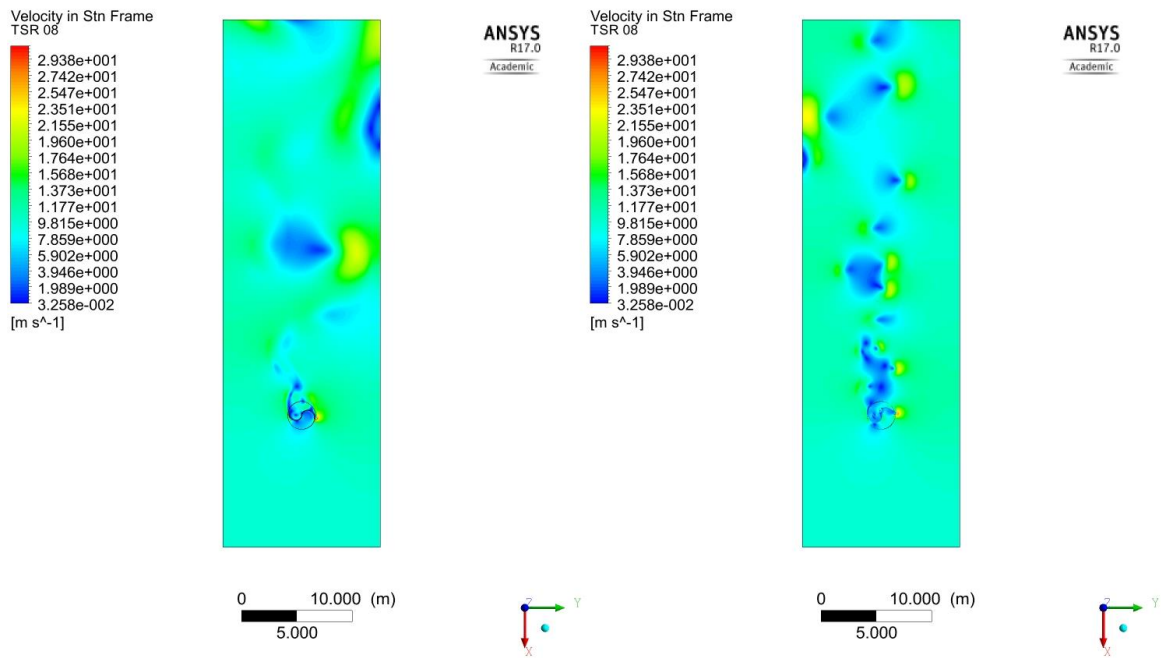 Velocity in Stn Frame
TSR 08
2.938e+001
2.742e+001
2.547e+001
2.351e+001
2.155e+001
1.960e+001
1.764e+001
1.568e+001
1.373e+001
1.177e+001
9.815e+000
7.859e+000
5.902e+000
3.946e+000
1.989e+000
3.258e-002
[m s^-1]
ANSYS
R17.0
Academic
0 10.000 (m)
5.000
Z Y
X
Velocity in Stn Frame
TSR 08
2.938e+001
2.742e+001
2.547e+001
2.351e+001
2.155e+001
1.960e+001
1.764e+001
1.568e+001
1.373e+001
1.177e+001
9.815e+000
7.859e+000
5.902e+000
3.946e+000
1.989e+000
3.258e-002
[m s^-1]
ANSYS
R17.0
Academic
0 10.000 (m)
5.000
Z Y
X